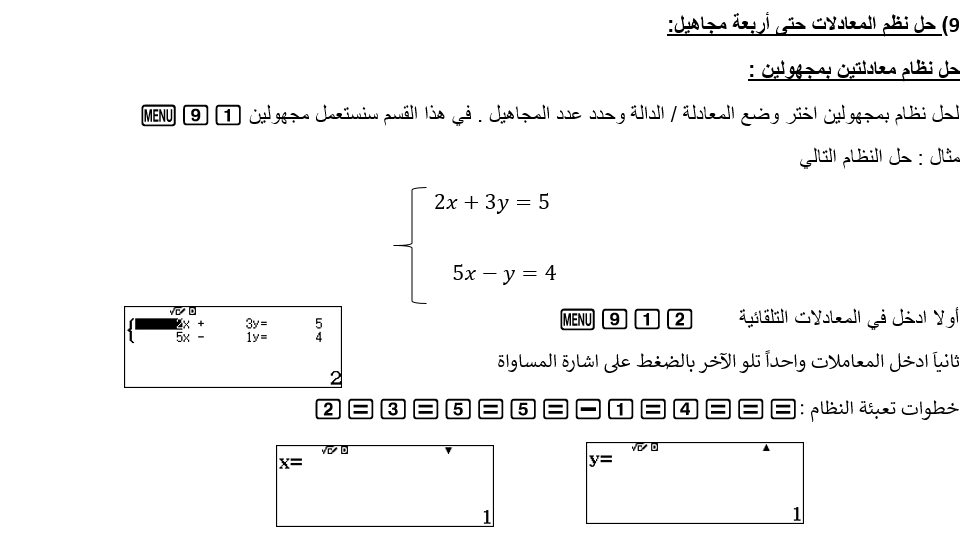 9) حل نظم المعادلات حتى أربعة مجاهيل:
حل نظام معادلتين بمجهولين :
لحل نظام بمجهولين اختر وضع المعادلة / الدالة وحدد عدد المجاهيل . في هذا القسم سنستعمل مجهولين MENU 9 1
مثال : حل النظام التالي
2x + 3y = 5
5x − y = 4
أولا ادخل في المعادلات التلقائية MENU 9 1 2
2x + 3y= 5
5x − 1y= 4
2
ثانياً ادخل المعاملات واحداً تلو الآخر بالضغط على اشارة المساواة
خطوات تعبئة النظام : 2 = 3 = 5 = 5 = − 1 = 4 = = =
x=
1
y=
1